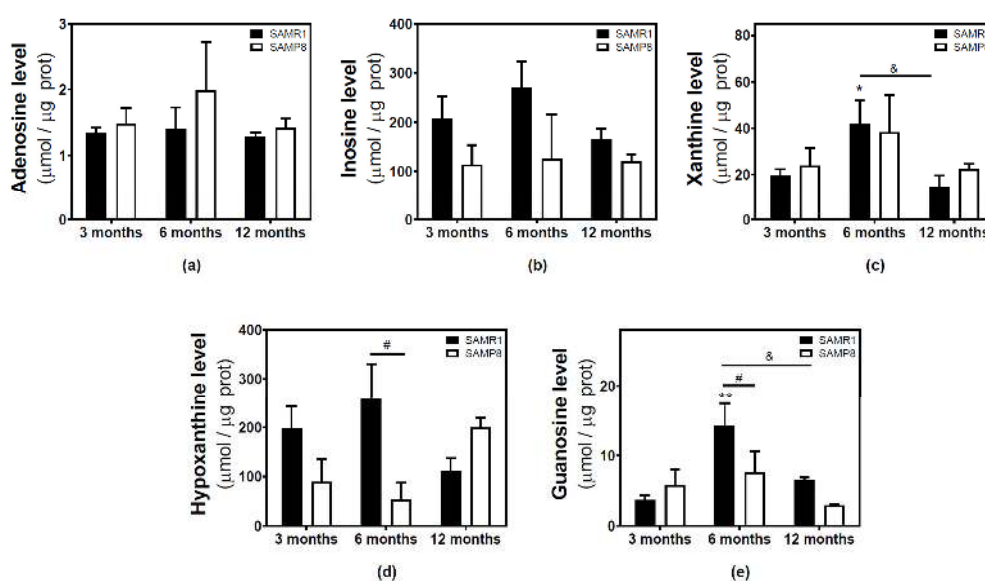 Adenosine level
(μmol / μg prot)
3
2
1
0
SAMR1
SAMP8
3 months 6 months 12 months
(a)
Inosine level
(μmol / μg prot)
400
300
200
100
0
SAMR1
SAMP8
3 months 6 months 12 months
(b)
Xanthine level
(μmol / μg prot)
80
60
40
20
0
SAMR1
SAMP8
&
*
3 months 6 months 12 months
(c)
Hypoxanthine level
(μmol / μg prot)
400
300
200
100
0
SAMR1
SAMP8
#
3 months 6 months 12 months
(d)
Guanosine level
(μmol / μg prot)
20
10
0
SAMR1
SAMP8
&
#
**
3 months 6 months 12 months
(e)